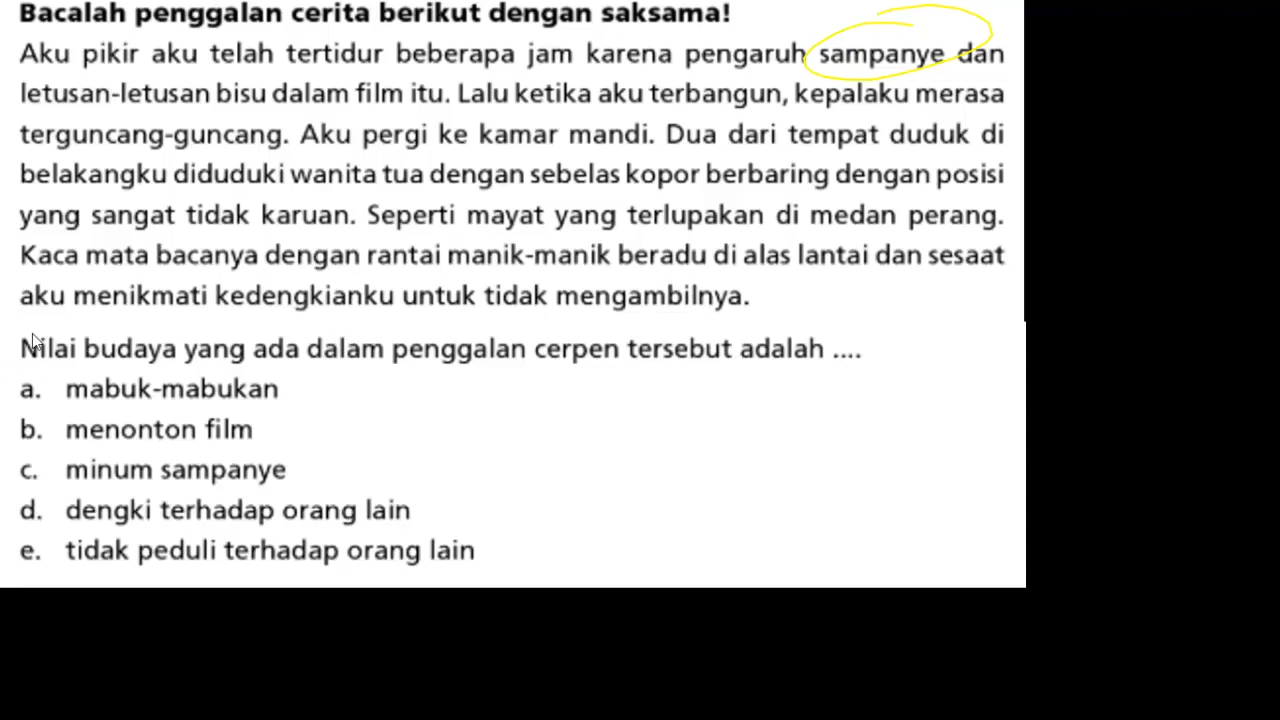 Bacalah penggalan cerita berikut dengan saksama!
Aku pikir aku telah tertidur beberapa jam karena pengaruh sampanye dan
letusan-letusan bisu dalam film itu. Lalu ketika aku terbangun, kepalaku merasa
terguncang-guncang. Aku pergi ke kamar mandi. Dua dari tempat duduk di
belakangku diduduki wanita tua dengan sebelas kopor berbaring dengan posisi
yang sangat tidak karuan. Seperti mayat yang terlupakan di medan perang.
Kaca mata bacanya dengan rantai manik-manik beradu di alas lantai dan sesaat
aku menikmati kedengkianku untuk tidak mengambilnya.
Nilai budaya yang ada dalam penggalan cerpen tersebut adalah ....
a. mabuk-mabukan
b. menonton film
c. minum sampanye
d. dengki terhadap orang lain
e. tidak peduli terhadap orang lain